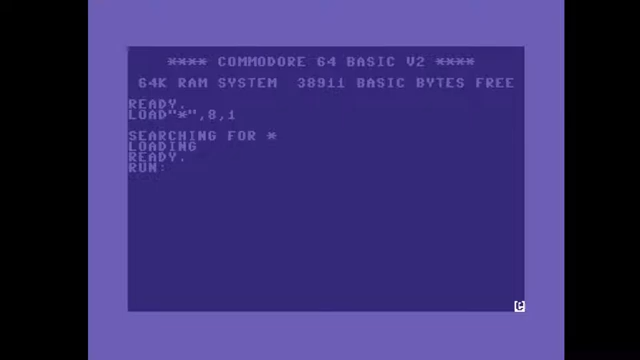 **** COMMODORE 64 BASIC V2 ****
64K RAM SYSTEM 38911 BASIC BYTES FREE
READY.
LOAD"*",8,1
SEARCHING FOR *
LOADING
READY.
RUN: